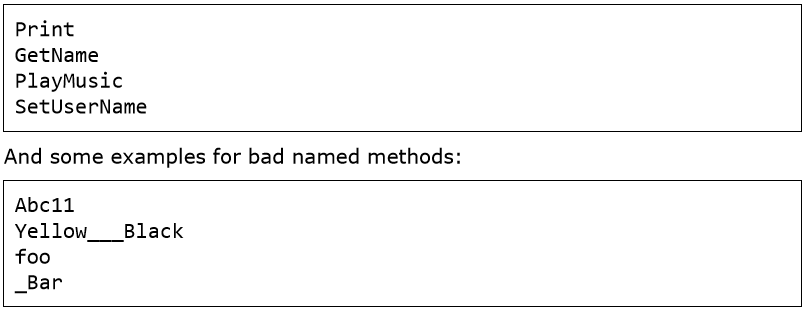 Print
GetName
PlayMusic
SetUserName
And some examples for bad named methods:
Abc11
Yellow___Black
foo
_Bar